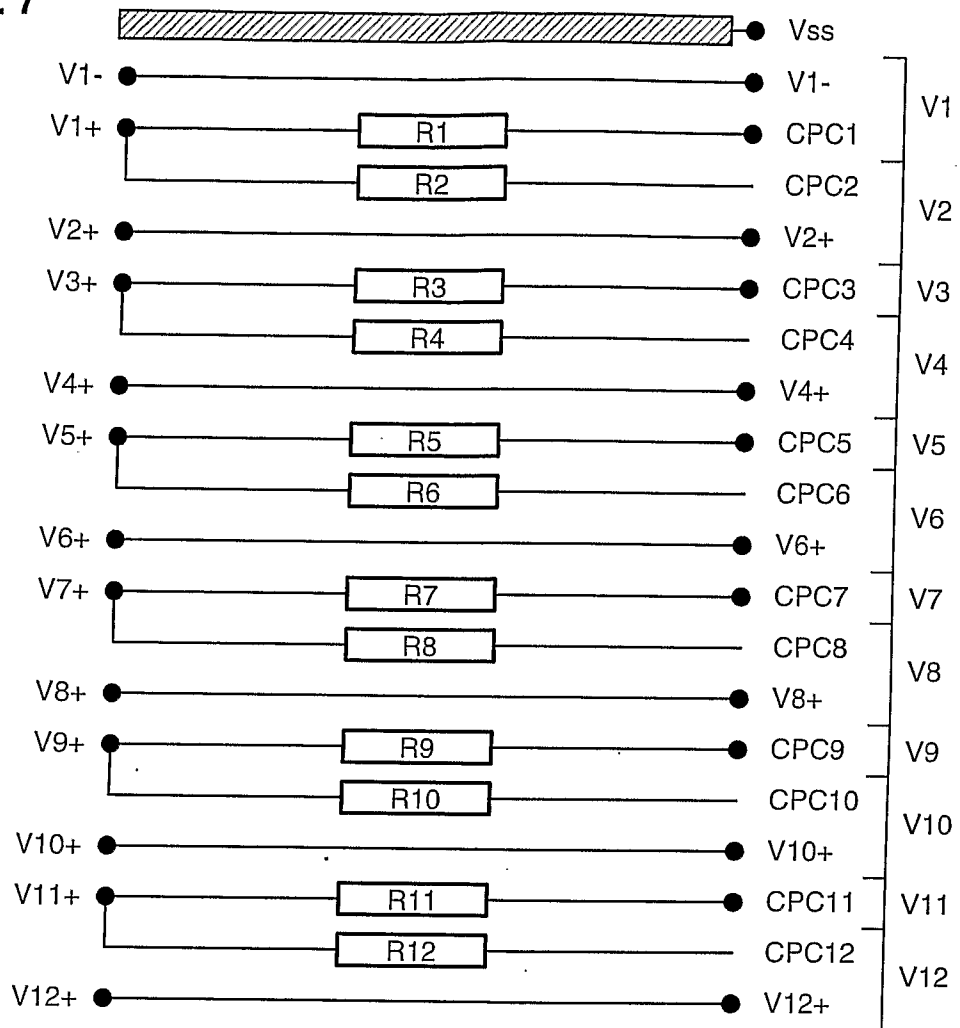 7
Vss
V1- V1-
V1
V1+ R1 CPC1
R2 CPC2
V2
V2+ V2+
V3+ R3 CPC3 V3
R4 CPC4
V4
V4+ V4+
V5+ R5 CPC5 V5
R6 CPC6
V6
V6+ V6+
V7+ R7 CPC7 V7
R8 CPC8
V8
V8+ V8+
V9+ R9 CPC9 V9
R10 CPC10
V10
V10+ V10+
V11+ R11 CPC11 V11
R12 CPC12
V12
V12+ V12+